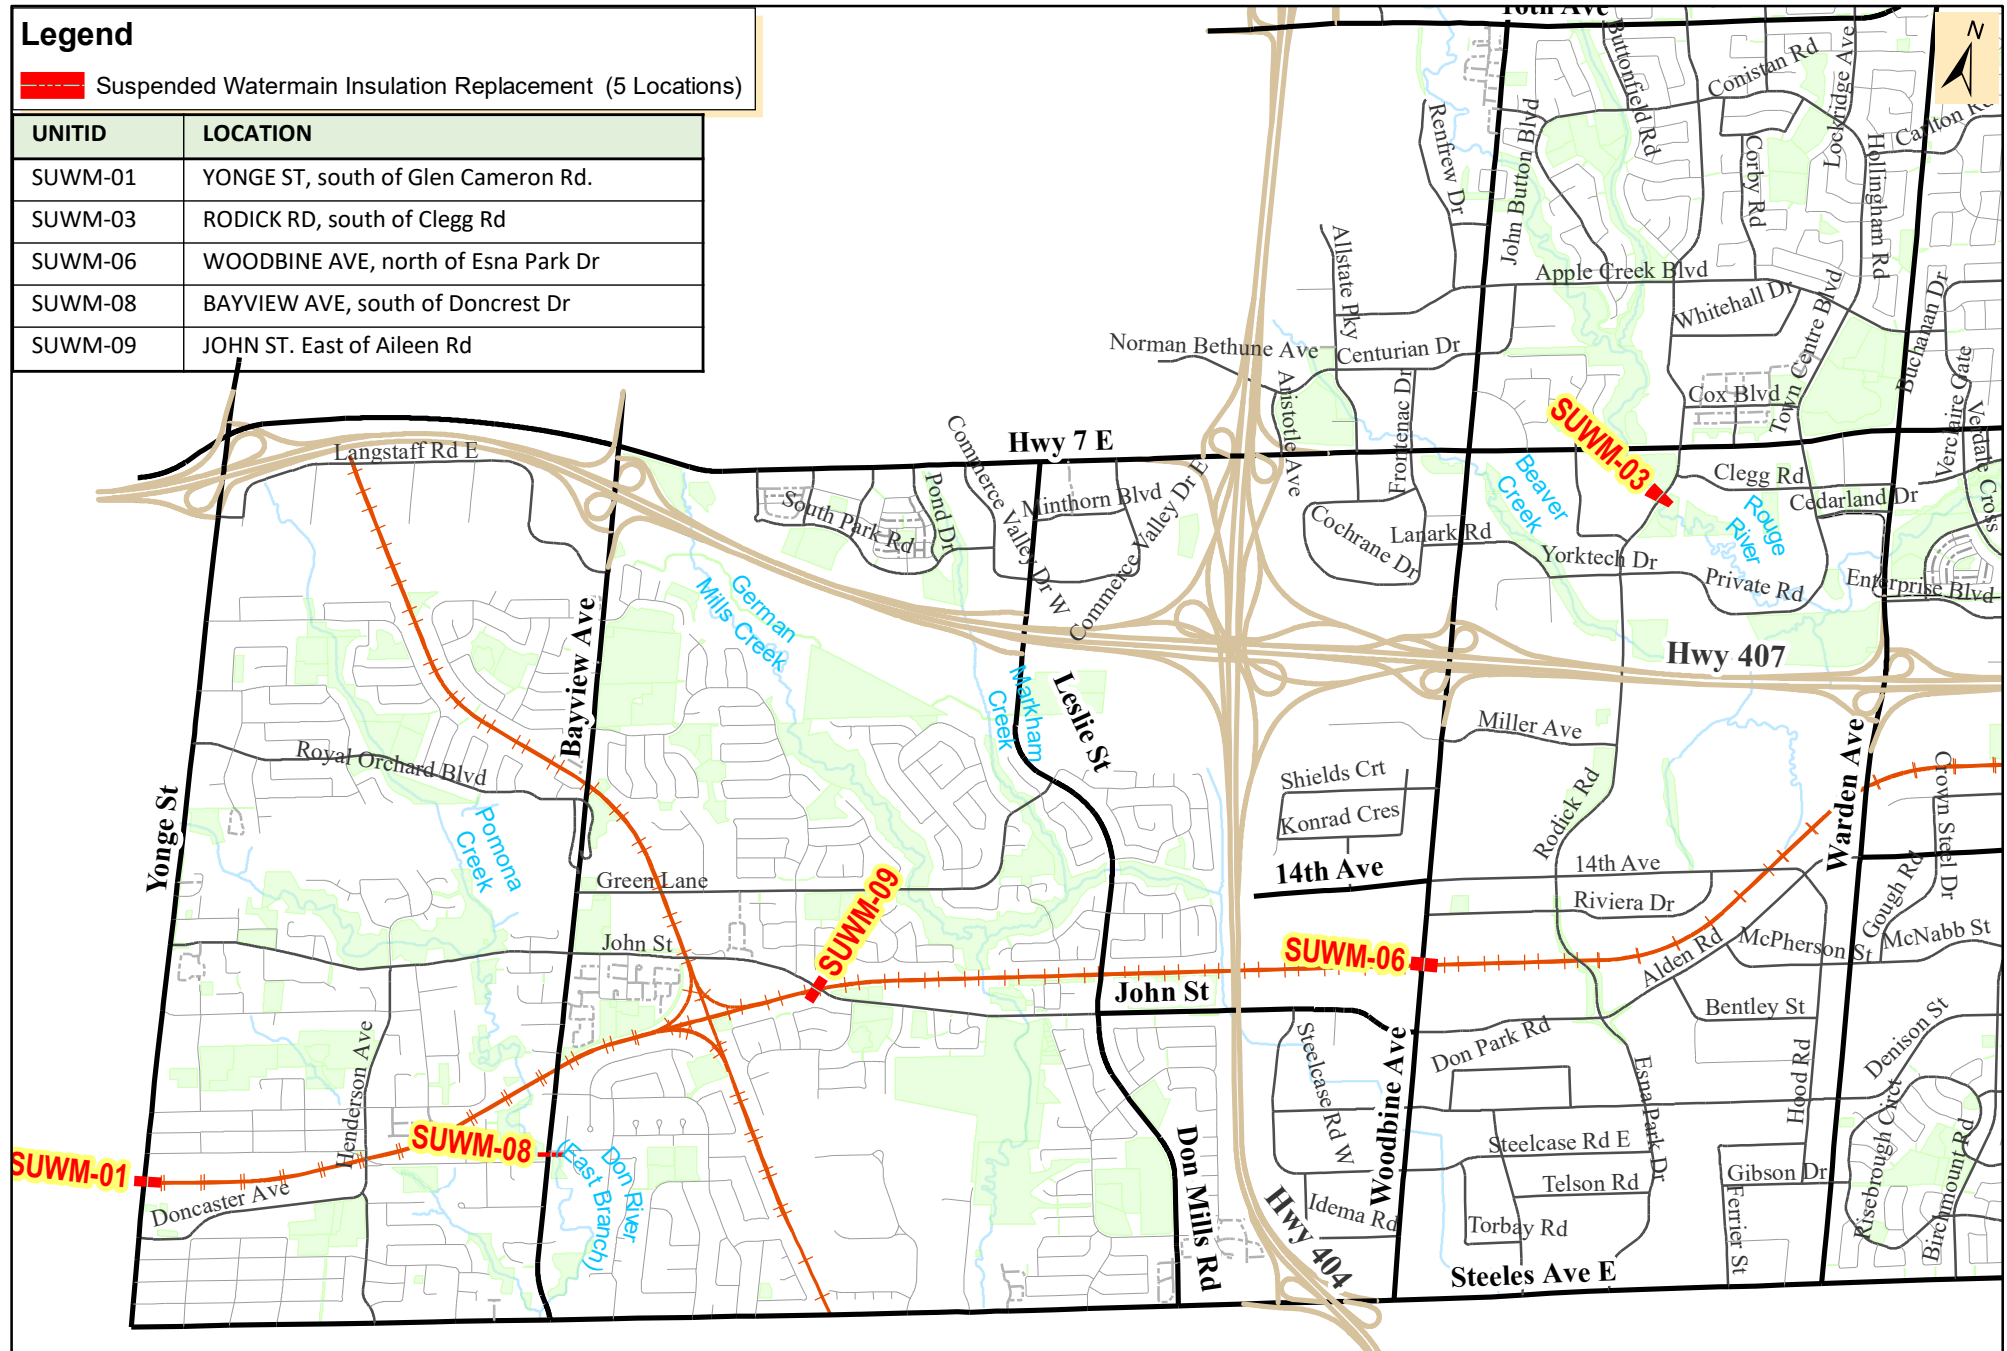 Legend
Suspended Watermain Insulation Replacement (5 Locations)
UNITID LOCATION
SUWM-01 YONGE ST, south of Glen Cameron Rd.
SUWM-03 RODICK RD, south of Clegg Rd
SUWM-06 WOODBINE AVE, north of Esna Park Dr
SUWM-08 BAYVIEW AVE, south of Doncrest Dr
SUWM-09 JOHN ST. East of Aileen Rd
N
16th Ave
Buttonfield Rd
Conistan Rd
Lockridge Ave
Carlton Rd
Renfrew Dr
John Button Blvd
Corby Rd
Hollingham Rd
Allstate Pky
Apple Creek Blvd
Whitehall Dr
Town Centre Blvd
Buchanan Dr
Norman Bethune Ave
Centurian Dr
Aristotle Ave
Frontenac Dr
Cox Blvd
Verclaire Gate
Verdale Cross
SUWM-03
Langstaff Rd E
Hwy 7 E
Commerce Valley Dr W
Minthorn Blvd
Commerce Valley Dr E
South Park Rd
Pond Dr
Cochrane Dr
Lanark Rd
Beaver
Creek
Clegg Rd
Cedarland Dr
Rouge
River
Yorktech Dr
Private Rd
Enterprise Blvd
German
Mills Creek
Bayview Ave
Markham
Creek
Leslie St
Hwy 407
Miller Ave
Royal Orchard Blvd
Yonge St
Pomona
Creek
Shields Crt
Konrad Cres
Rodick Rd
Warden Ave
Crown Steel Dr
Green Lane
14th Ave
14th Ave
Riviera Dr
Gough Rd
John St
SUWM-09
SUWM-06
Alden Rd
McPherson St
McNabb St
John St
Bentley St
Henderson Ave
Steelcase Rd W
Woodbine Ave
Don Park Rd
Esna Park Dr
Hood Rd
Denison St
SUWM-08
Steelcase Rd E
Risebrough Circt
Birchmount Rd
SUWM-01
Doncaster Ave
Don River
(East Branch)
Don Mills Rd
Hwy 404
Idema Rd
Telson Rd
Torbay Rd
Gibson Dr
Ferrier St
Steeles Ave E